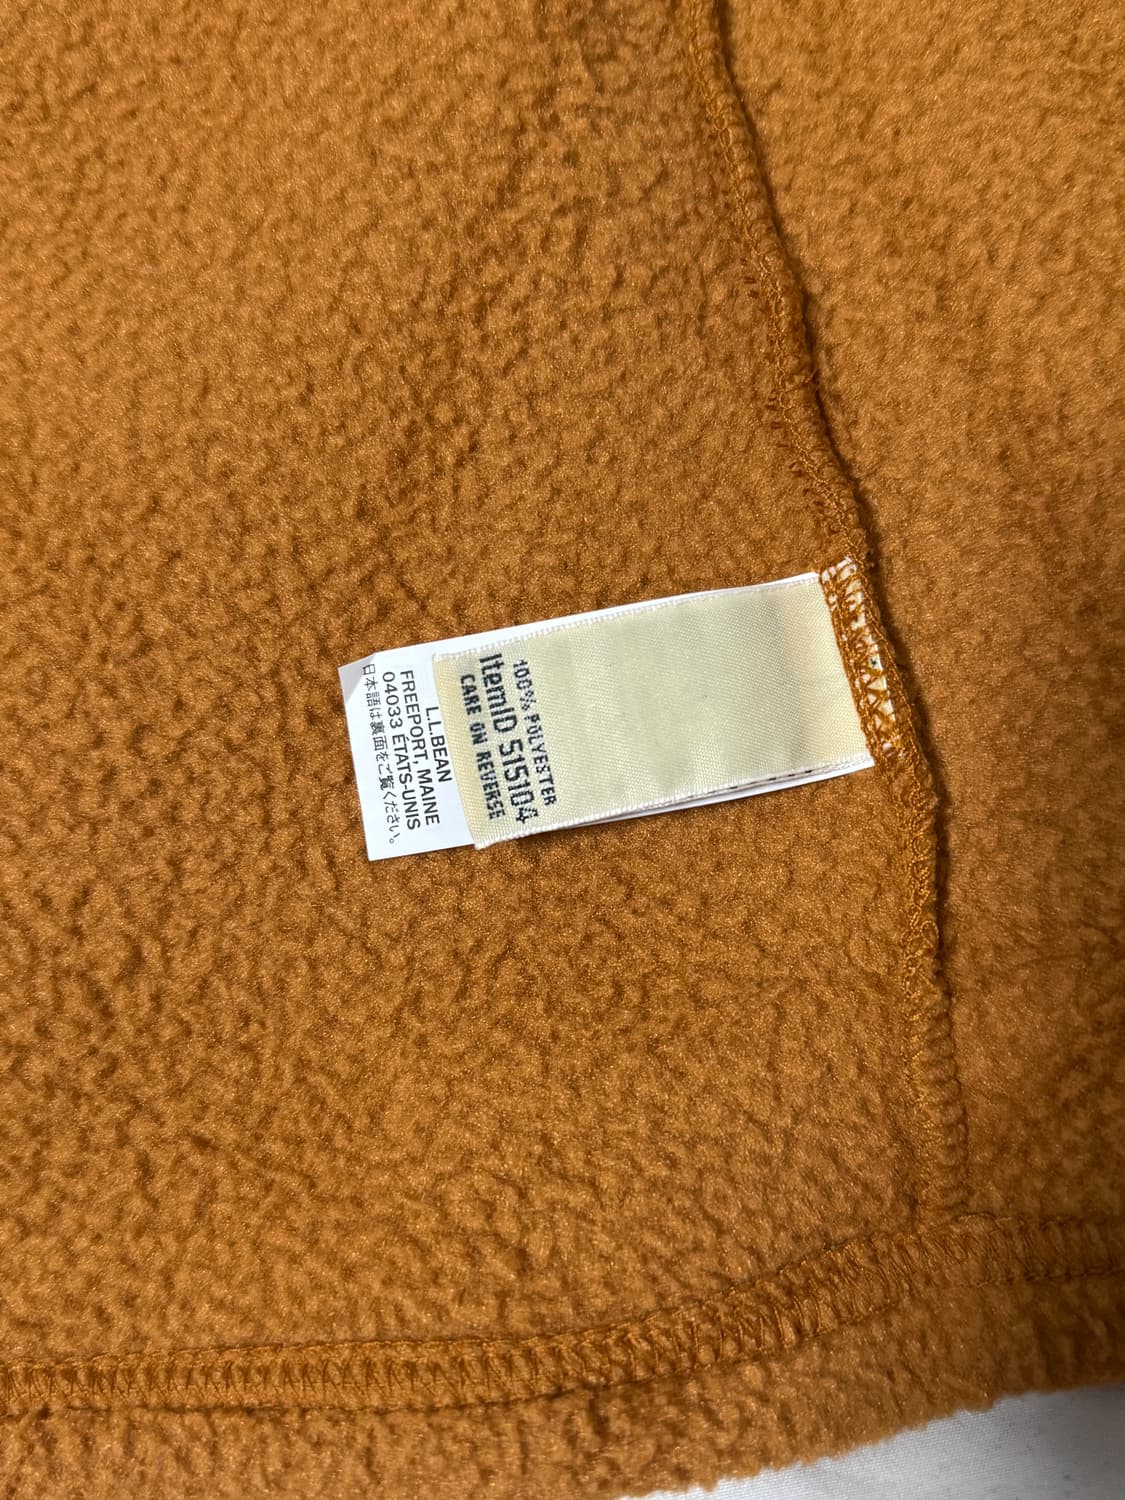 100% POLYESTER
ItemID 515104
CARE ON REVERSE
L.L.BEAN
FREEPORT, MAINE
04033 ÉTATS-UNIS
日本語は裏面をご覧ください。